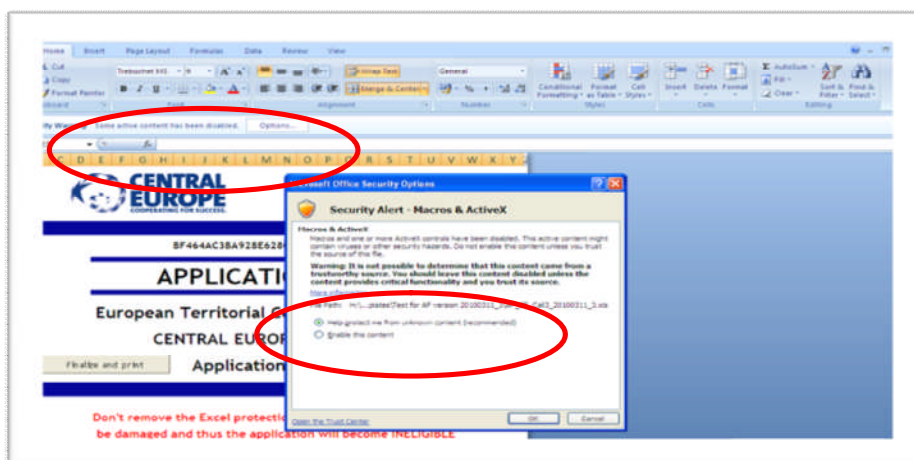 Home Insert Page Layout Formulas Data Review View
Cut
Copy
Format Painter
Trebuchet MS
Wrap Text
Merge & Center
General
Conditional Formatting
Format as Table
Cell Styles
Insert Delete Format
AutoSum
Fill
Clear
Sort & Filter
Find & Select
Font Alignment Number Styles Cells Editing
Some active content has been disabled. Options...
fx
C D E F G H I J K L M N O P Q R S T U V W X Y
CENTRAL
EUROPE
COOPERATING FOR SUCCESS.
APPLICATI
European Territorial
CENTRAL EUROP
Finalize and print
Application
Don't remove the Excel protecti
be damaged and thus the application will become INELIGIBLE
Microsoft Office Security Options
Security Alert - Macros & ActiveX
Macros & ActiveX
Macros and one or more ActiveX controls have been disabled. This active content might
contain viruses or other security hazards. Do not enable this content unless you trust
the source of this file.
Warning: It is not possible to determine that this content came from a
trustworthy source. You should leave this content disabled unless the
content provides critical functionality and you trust its source.
More information
File Path:
Help protect me from unknown content (recommended)
Enable this content
Open the Trust Center
OK Cancel